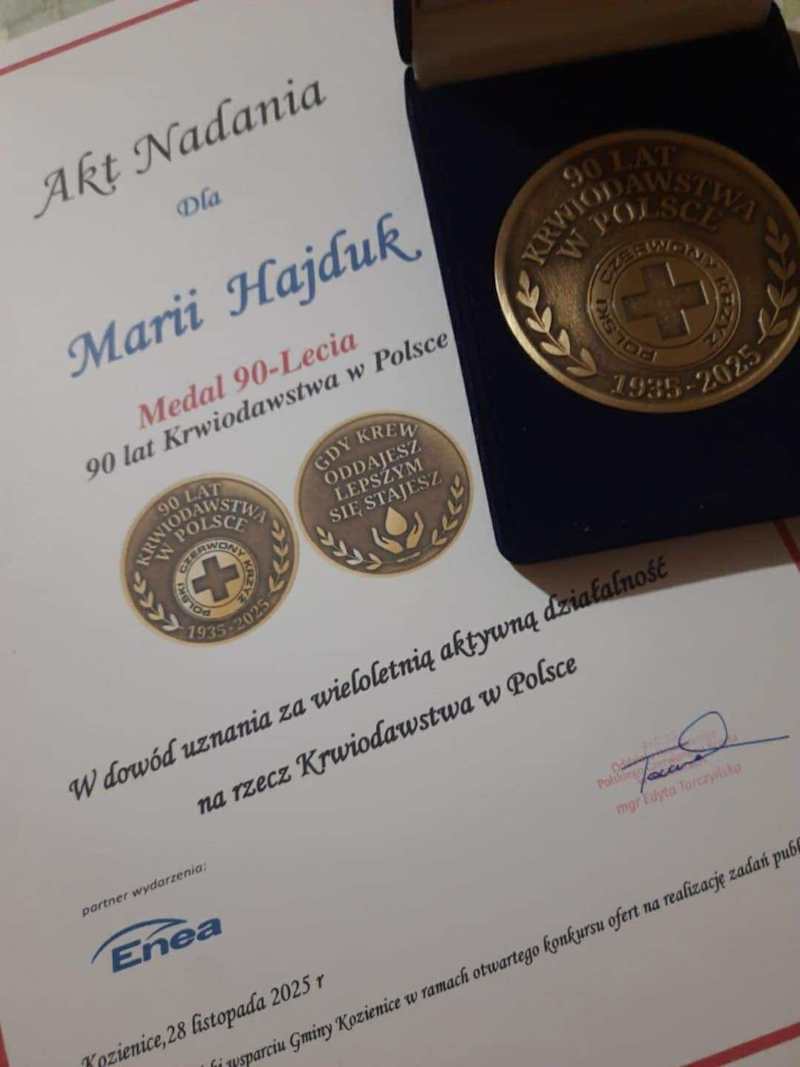 Akt Nadania
Dla
Marii Hajduk
Medal 90-Lecia
90 lat Krwiodawstwa w Polsce
90 LAT
KRWIODAWSTWA
W POLSCE
POLSKI CZERWONY KRZYŻ
1935-2025
GDY KREW
ODDAJESZ
LEPSZYM
SIĘ STAJESZ
90 LAT
KRWIODAWSTWA
W POLSCE
POLSKI CZERWONY KRZYŻ
1935-2025
W dowód uznania za wieloletnią aktywną działalność
na rzecz Krwiodawstwa w Polsce
mgr Edyta Tarczyńska
partner wydarzenia:
Enea
Kozienice,28 listopada 2025 r
wsparciu Gminy Kozienice w ramach otwartego konkursu ofert na realizację zadań publ